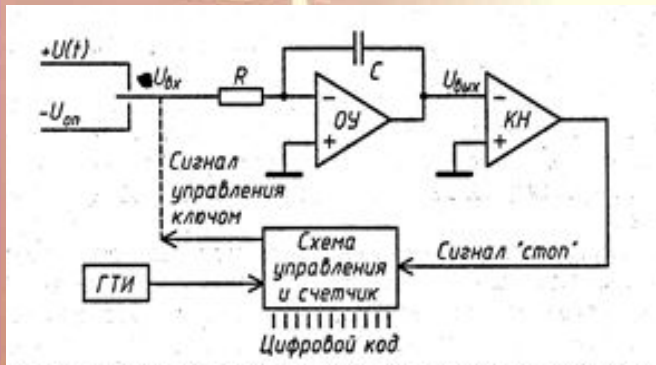 +U(t)
Uвх
R
C
−Uоп
−
ОУ
+
Uвых
−
КН
+
Сигнал
управления
ключом
Схема
управления
и счетчик
Сигнал "стоп"
ГТИ
Цифровой код